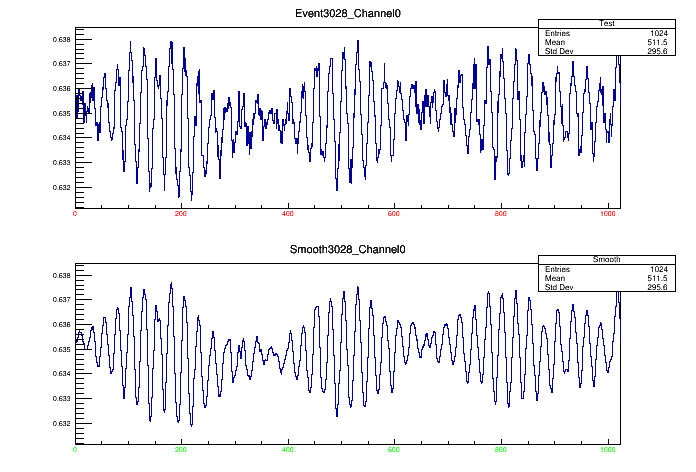 Event3028_Channel0
Test
Entries 1024
Mean 511.5
Std Dev 295.6
0.638
0.637
0.636
0.635
0.634
0.633
0.632
0 200 400 600 800 1000
Smooth3028_Channel0
Smooth
Entries 1024
Mean 511.5
Std Dev 295.6
0.638
0.637
0.636
0.635
0.634
0.633
0.632
0 200 400 600 800 1000